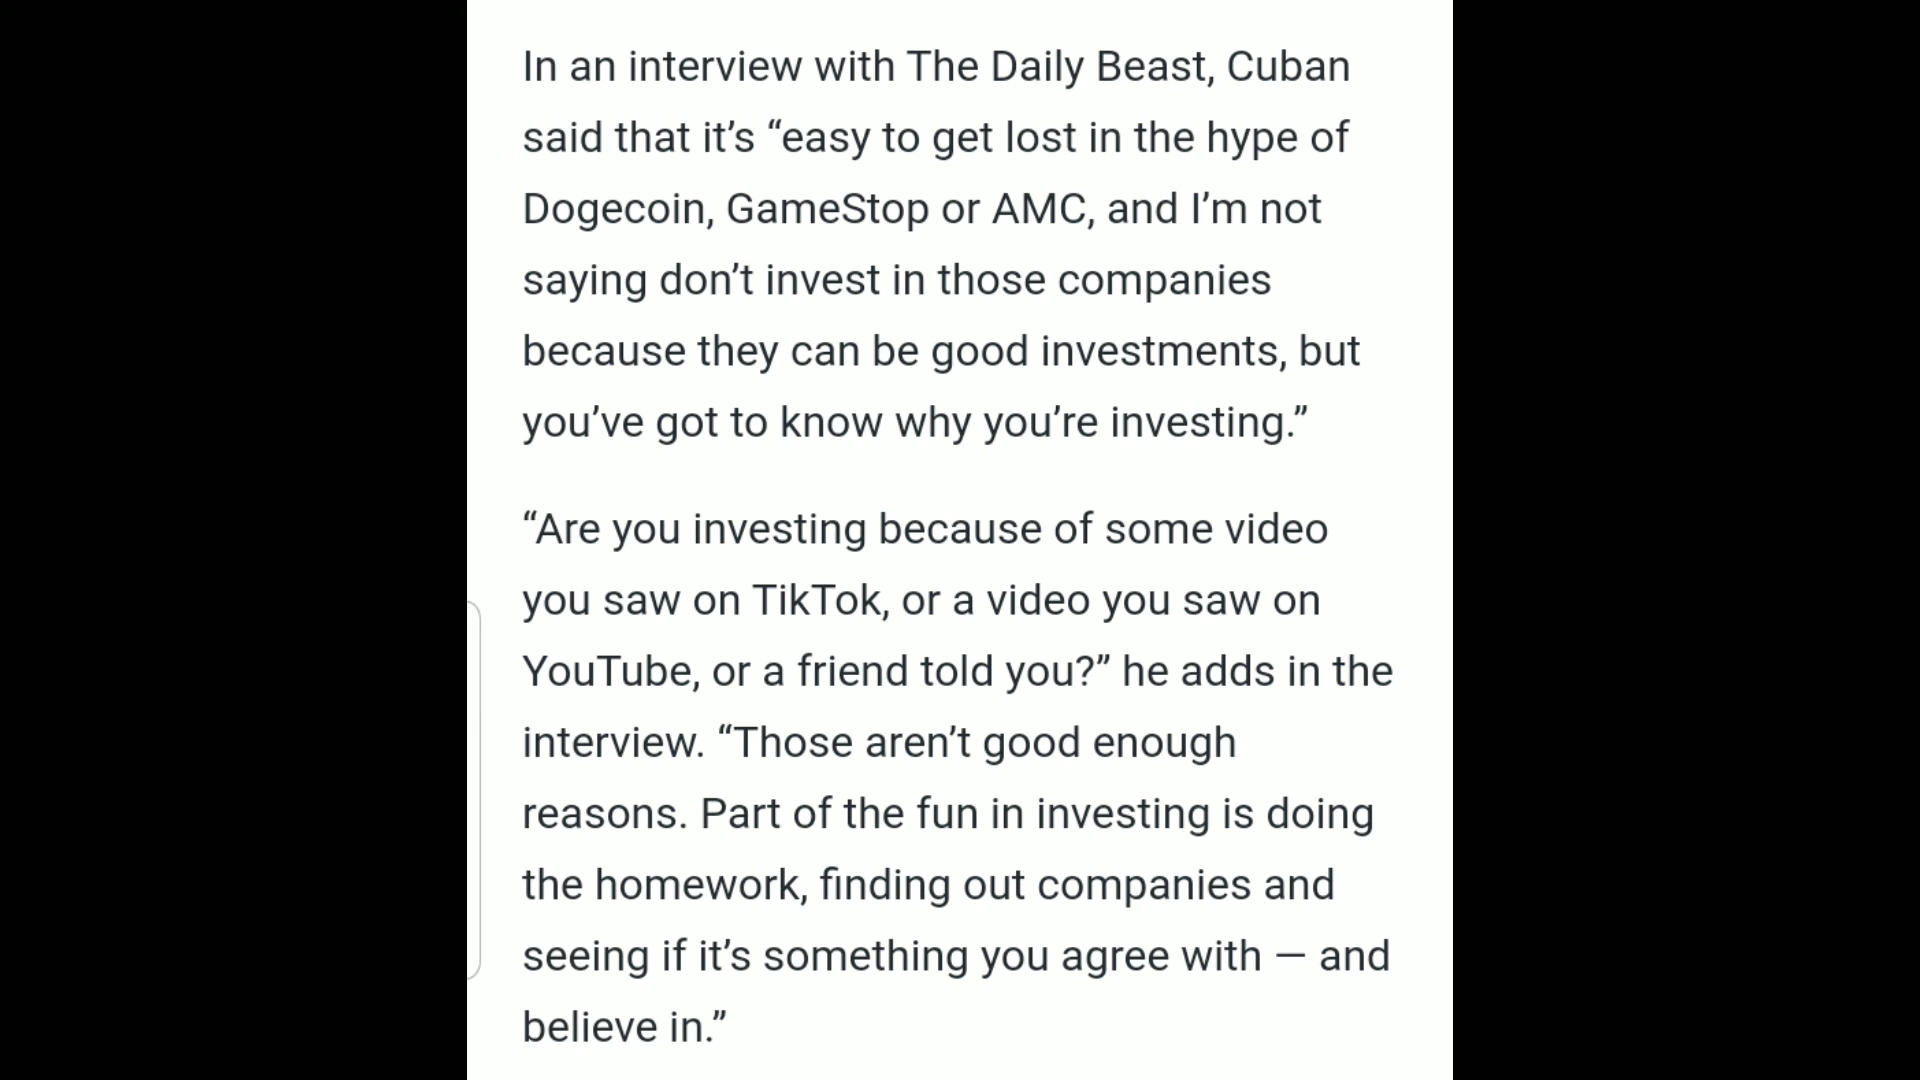 In an interview with The Daily Beast, Cuban
said that it’s “easy to get lost in the hype of
Dogecoin, GameStop or AMC, and I’m not
saying don’t invest in those companies
because they can be good investments, but
you’ve got to know why you’re investing.”
“Are you investing because of some video
you saw on TikTok, or a video you saw on
YouTube, or a friend told you?” he adds in the
interview. “Those aren’t good enough
reasons. Part of the fun in investing is doing
the homework, finding out companies and
seeing if it’s something you agree with — and
believe in.”